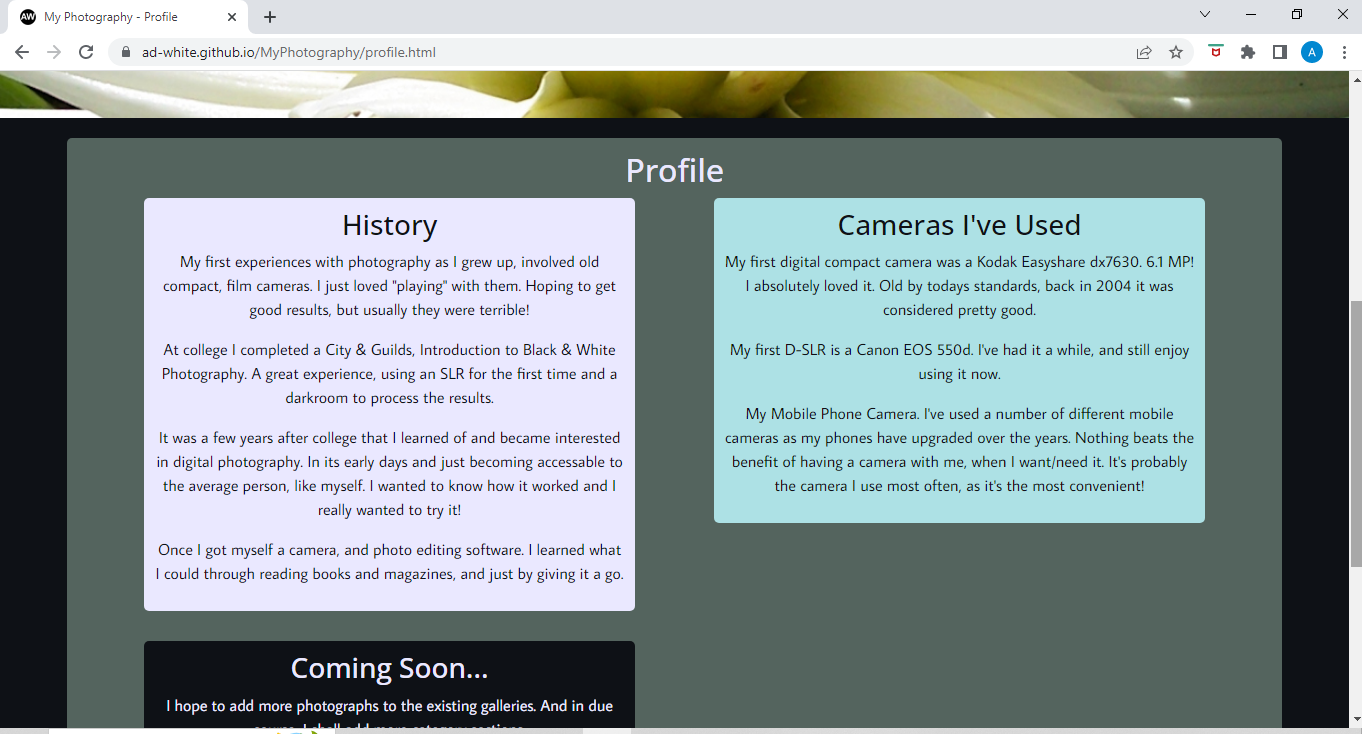 My Photography - Profile
ad-white.github.io/MyPhotography/profile.html
A
Profile
History
My first experiences with photography as I grew up, involved old
compact, film cameras. I just loved "playing" with them. Hoping to get
good results, but usually they were terrible!
At college I completed a City & Guilds, Introduction to Black & White
Photography. A great experience, using an SLR for the first time and a
darkroom to process the results.
It was a few years after college that I learned of and became interested
in digital photography. In its early days and just becoming accessable to
the average person, like myself. I wanted to know how it worked and I
really wanted to try it!
Once I got myself a camera, and photo editing software. I learned what
I could through reading books and magazines, and just by giving it a go.
Cameras I've Used
My first digital compact camera was a Kodak Easyshare dx7630. 6.1 MP!
I absolutely loved it. Old by todays standards, back in 2004 it was
considered pretty good.
My first D-SLR is a Canon EOS 550d. I've had it a while, and still enjoy
using it now.
My Mobile Phone Camera. I've used a number of different mobile
cameras as my phones have upgraded over the years. Nothing beats the
benefit of having a camera with me, when I want/need it. It's probably
the camera I use most often, as it's the most convenient!
Coming Soon...
I hope to add more photographs to the existing galleries. And in due
course, I shall add more category sections.